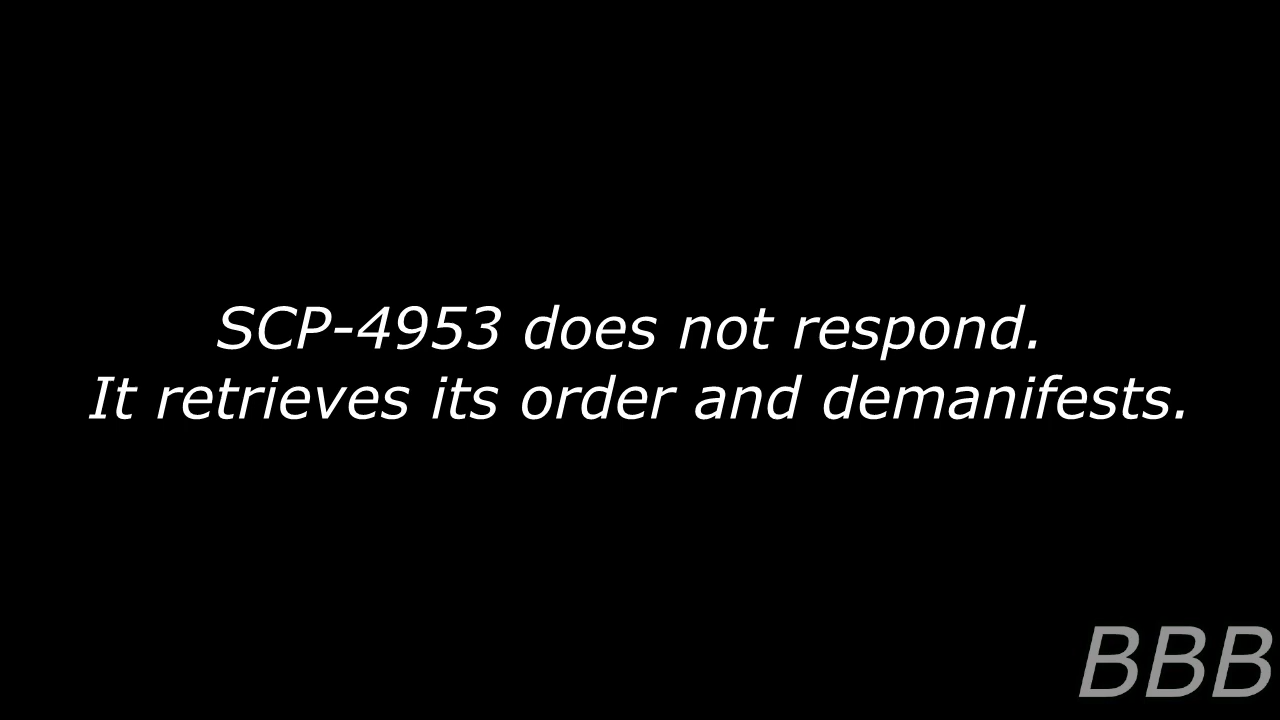 SCP-4953 does not respond.
It retrieves its order and demanifests.
BBB